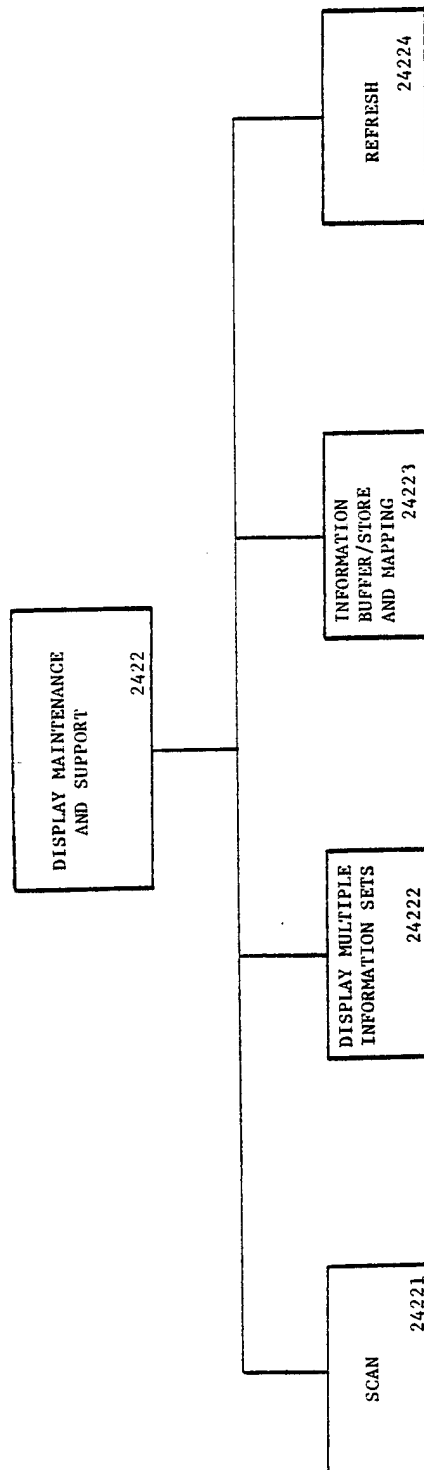 DISPLAY MAINTENANCE
AND SUPPORT
2422
SCAN
24221
DISPLAY MULTIPLE
INFORMATION SETS
24222
INFORMATION
BUFFER/STORE
AND MAPPING
24223
REFRESH
24224